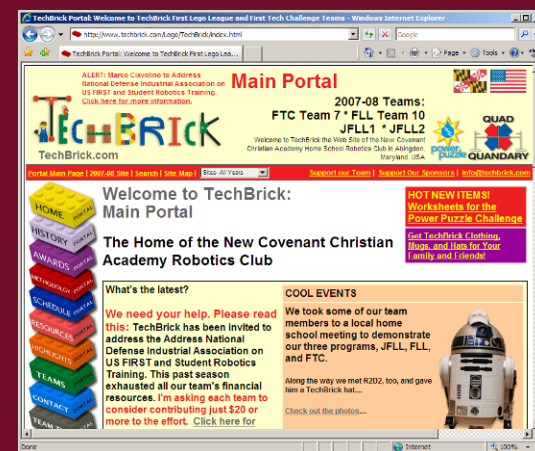 TechBrick Portal: Welcome to TechBrick First Lego League and First Tech Challenge Teams - Windows Internet Explorer
http://www.techbrick.com/Lego/TechBrick/index.html
Google
TechBrick Portal: Welcome to TechBrick First Lego Lea...
Page
Tools
ALERT: Marco Ciavolino to Address
National Defense Industrial Association on
US FIRST and Student Robotics Training.
Click here for more information.
Main Portal
2007-08 Teams:
FTC Team 7 * FLL Team 10
JFLL1 * JFLL2
Welcome to TechBrick the Web Site of the New Covenant
Christian Academy Home School Robotics Club in Abingdon,
Maryland, USA
TECHBRICK
TechBrick.com
power puzzle
QUAD
QUANDARY
Portal Main Page | 2007-08 Site | Search | Site Map |
Sites- All Years
Support our Team | Support Our Sponsors | info@techbrick.com
HOME PORTAL
HISTORY PORTAL
AWARDS PORTAL
METHODOLGY PORTAL
SCHEDULE PORTAL
RESOURCES PORTAL
HIGHLIGHTS PORTAL
TEAMS PORTAL
CONTACT PORTAL
Welcome to TechBrick:
Main Portal
The Home of the New Covenant Christian
Academy Robotics Club
HOT NEW ITEMS!
Worksheets for the
Power Puzzle Challenge
Get TechBrick Clothing,
Mugs, and Hats for Your
Family and Friends!
What's the latest?
We need your help. Please read
this: TechBrick has been invited to
address the Address National
Defense Industrial Association on
US FIRST and Student Robotics
Training. This past season
exhausted all our team's financial
resources. I'm asking each team to
consider contributing just $20 or
more to the effort. Click here for
COOL EVENTS
We took some of our team
members to a local home
school meeting to demonstrate
our three programs, JFLL, FLL,
and FTC.
Along the way we met R2D2. too, and gave
him a TechBrick hat....
Check out the photos....
Done
Internet
100%